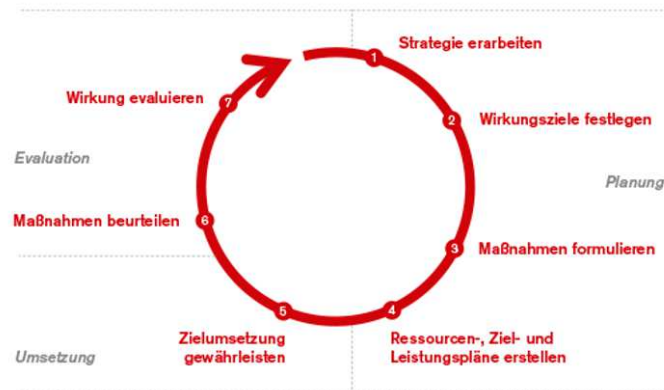 1
Strategie erarbeiten
2
Wirkungsziele festlegen
Planung
3
Maßnahmen formulieren
4
Ressourcen-, Ziel- und
Leistungspläne erstellen
5
Zielumsetzung
gewährleisten
Umsetzung
6
Maßnahmen beurteilen
Evaluation
7
Wirkung evaluieren